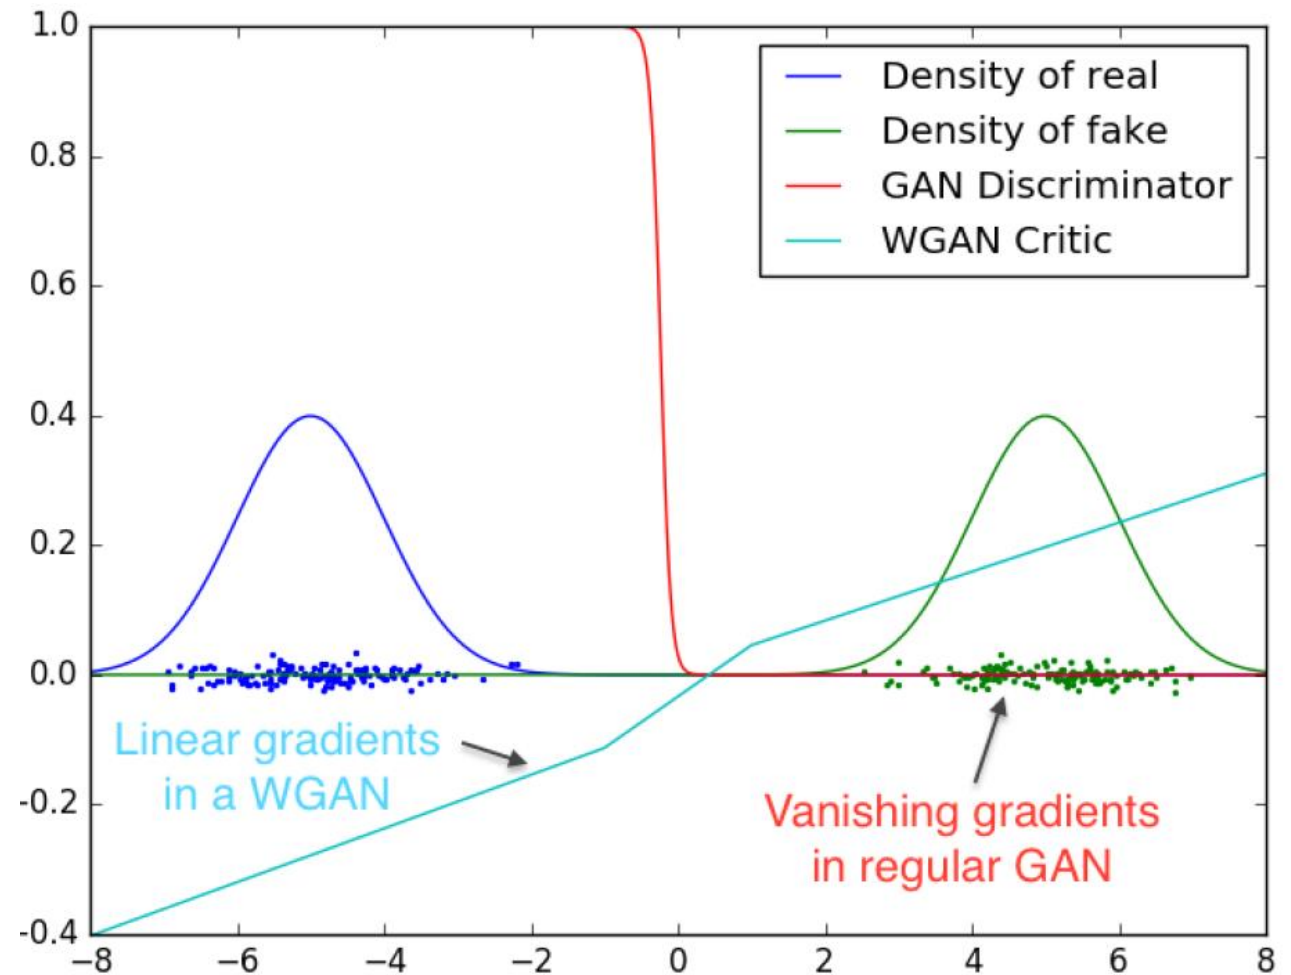 1.0
0.8
0.6
0.4
0.2
0.0
-0.2
-0.4
Density of real
Density of fake
GAN Discriminator
WGAN Critic
Linear gradients
in a WGAN
Vanishing gradients
in regular GAN
−8 −6 −4 −2 0 2 4 6 8